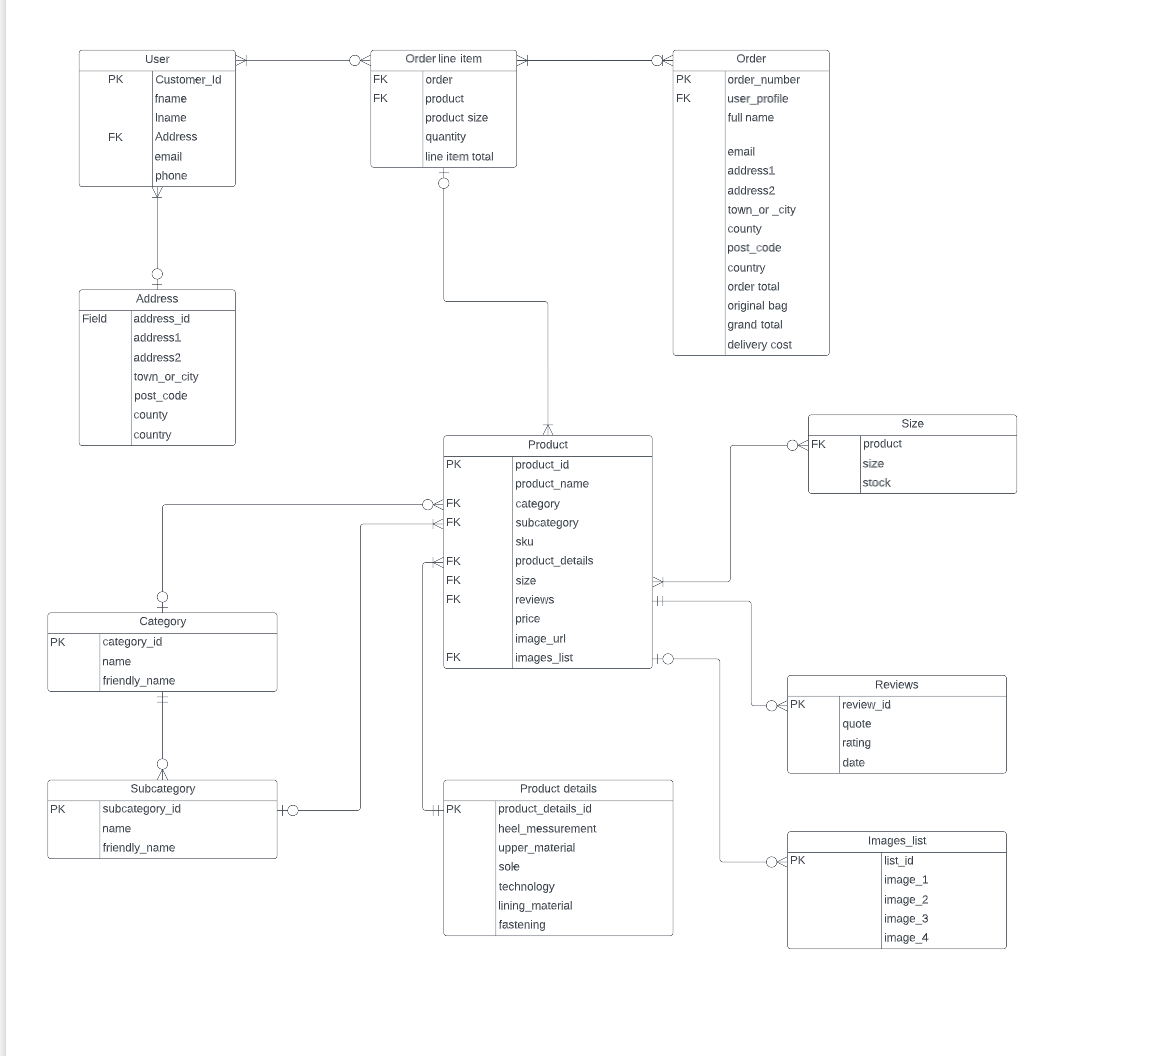 User
PK Customer_Id
fname
lname
FK Address
email
phone
Order line item
FK order
FK product
product size
quantity
line item total
Order
PK order_number
FK user_profile
full name
email
address1
address2
town_or _city
county
post_code
country
order total
original bag
grand total
delivery cost
Address
Field address_id
address1
address2
town_or_city
post_code
county
country
Product
PK product_id
product_name
FK category
FK subcategory
sku
FK product_details
FK size
FK reviews
price
image_url
FK images_list
Size
FK product
size
stock
Category
PK category_id
name
friendly_name
Reviews
PK review_id
quote
rating
date
Subcategory
PK subcategory_id
name
friendly_name
Product details
PK product_details_id
heel_messurement
upper_material
sole
technology
lining_material
fastening
Images_list
PK list_id
image_1
image_2
image_3
image_4